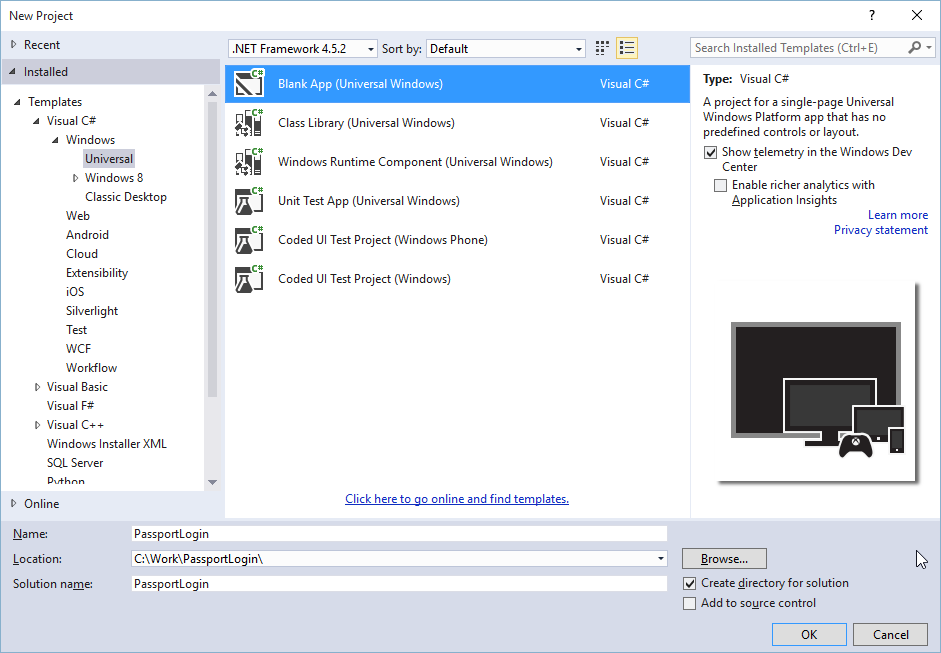 New Project
?
Recent
.NET Framework 4.5.2
Sort by:
Default
Search Installed Templates (Ctrl+E)
Installed
Templates
Visual C#
Windows
Universal
Windows 8
Classic Desktop
Web
Android
Cloud
Extensibility
iOS
Silverlight
Test
WCF
Workflow
Visual Basic
Visual F#
Visual C++
Windows Installer XML
SQL Server
Python
Online
C# Blank App (Universal Windows) Visual C#
C# Class Library (Universal Windows) Visual C#
C# Windows Runtime Component (Universal Windows) Visual C#
C# Unit Test App (Universal Windows) Visual C#
C# Coded UI Test Project (Windows Phone) Visual C#
C# Coded UI Test Project (Windows) Visual C#
Click here to go online and find templates.
Type: Visual C#
A project for a single-page Universal
Windows Platform app that has no
predefined controls or layout.
Show telemetry in the Windows Dev
Center
Enable richer analytics with
Application Insights
Learn more
Privacy statement
Name: PassportLogin
Location: C:\Work\PassportLogin\
Browse...
Solution name: PassportLogin
Create directory for solution
Add to source control
OK
Cancel